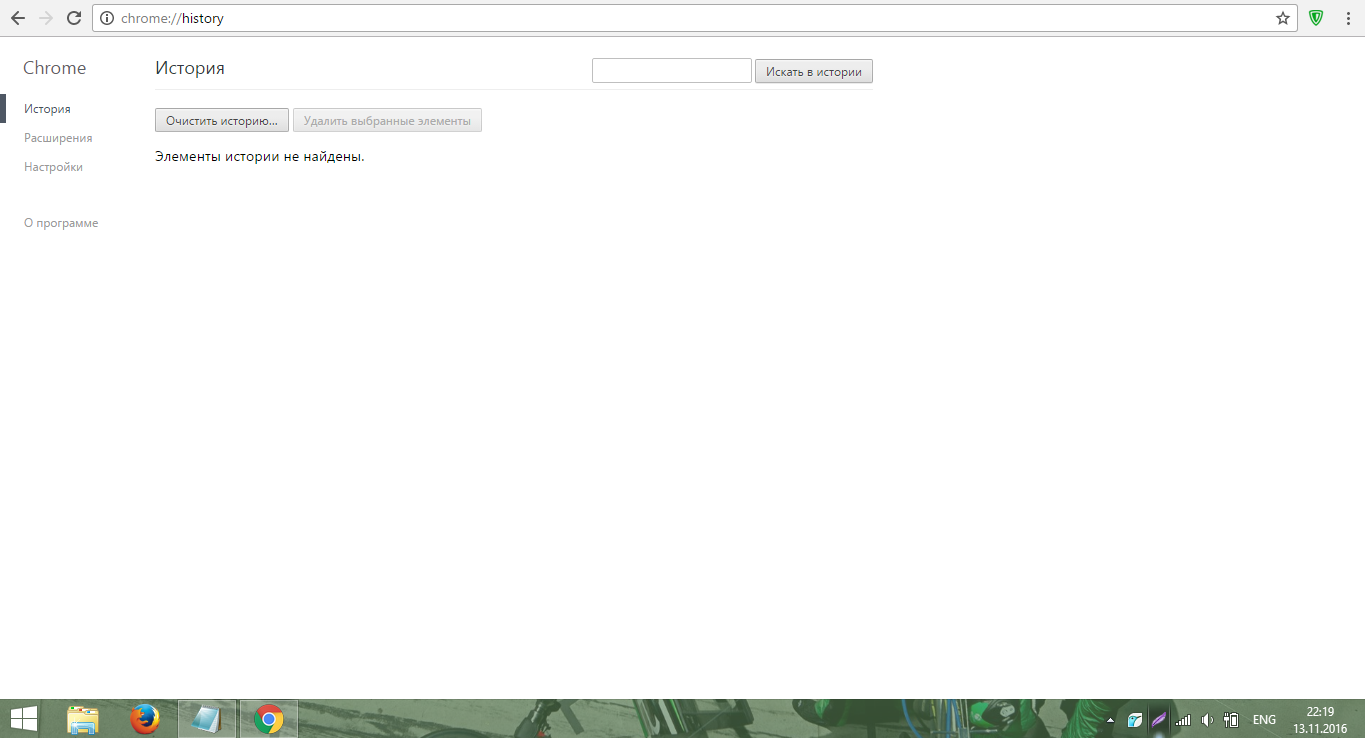 chrome://history
Chrome
История
Искать в истории
История
Расширения
Настройки
О программе
Очистить историю...
Удалить выбранные элементы
Элементы истории не найдены.
ENG
22:19
13.11.2016